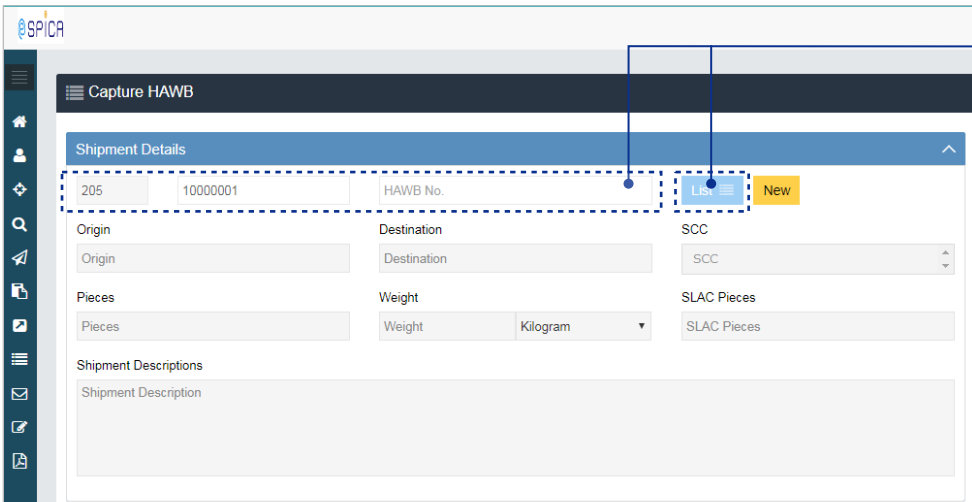 SPICA
Capture HAWB
Shipment Details
205 10000001 HAWB No. List New
Origin Destination SCC
Origin Destination SCC
Pieces Weight SLAC Pieces
Pieces Weight Kilogram SLAC Pieces
Shipment Descriptions
Shipment Description